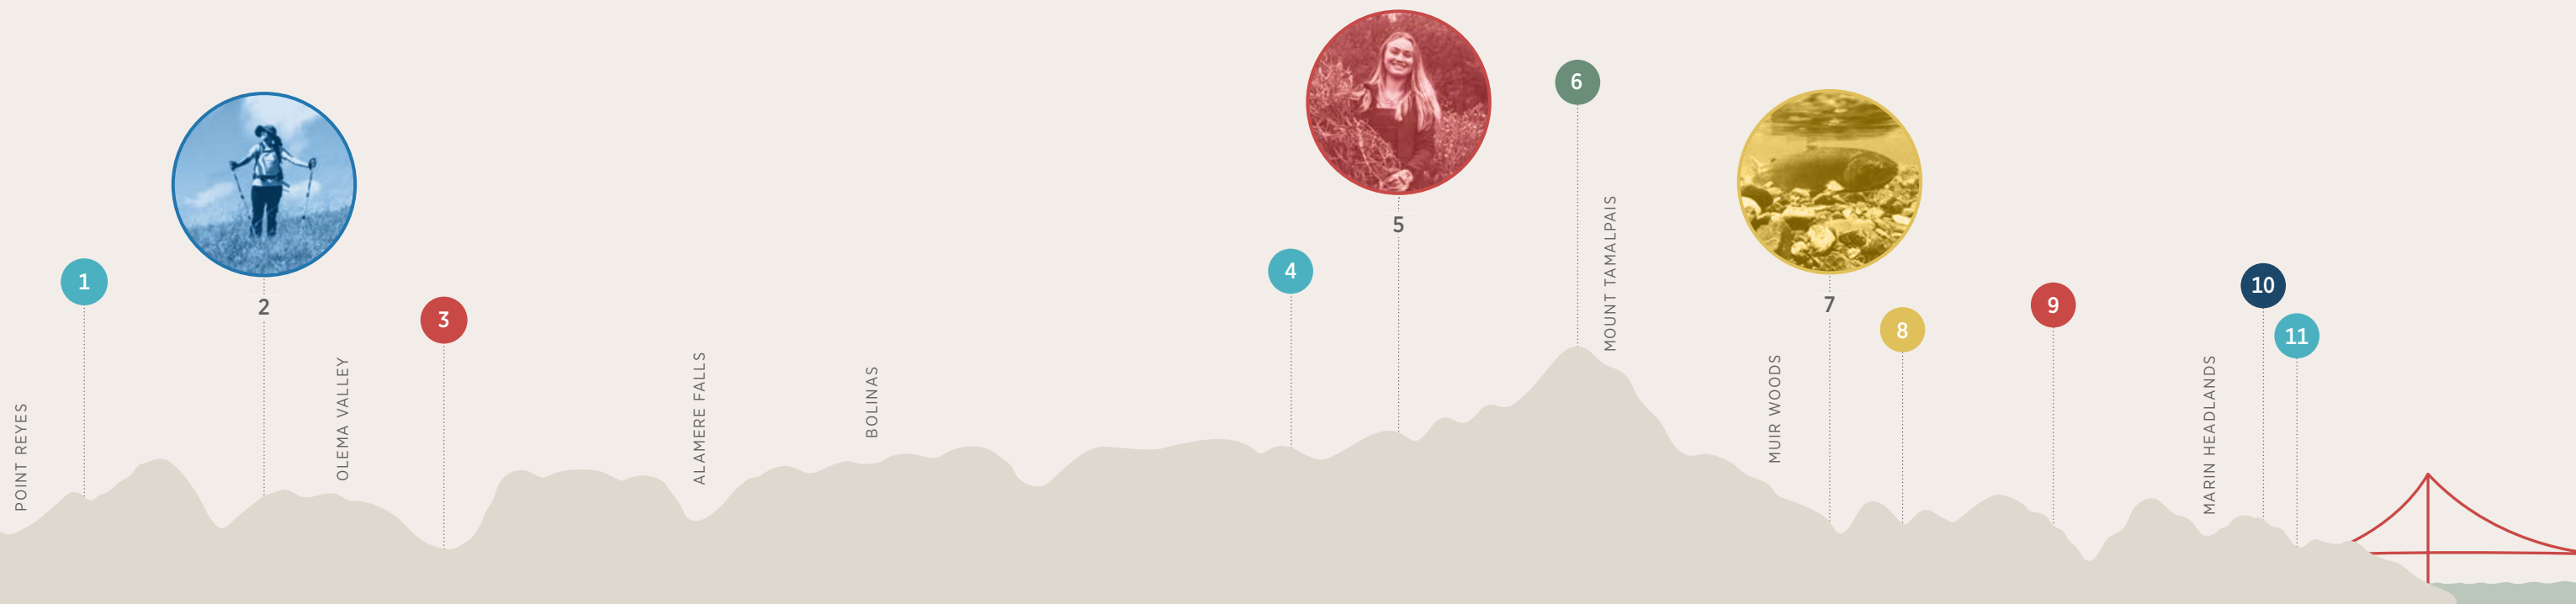 POINT REYES
1
2
OLEMA VALLEY
3
ALAMERE FALLS
BOLINAS
4
5
6
MOUNT TAMALPAIS
MUIR WOODS
7
8
9
MARIN HEADLANDS
10
11